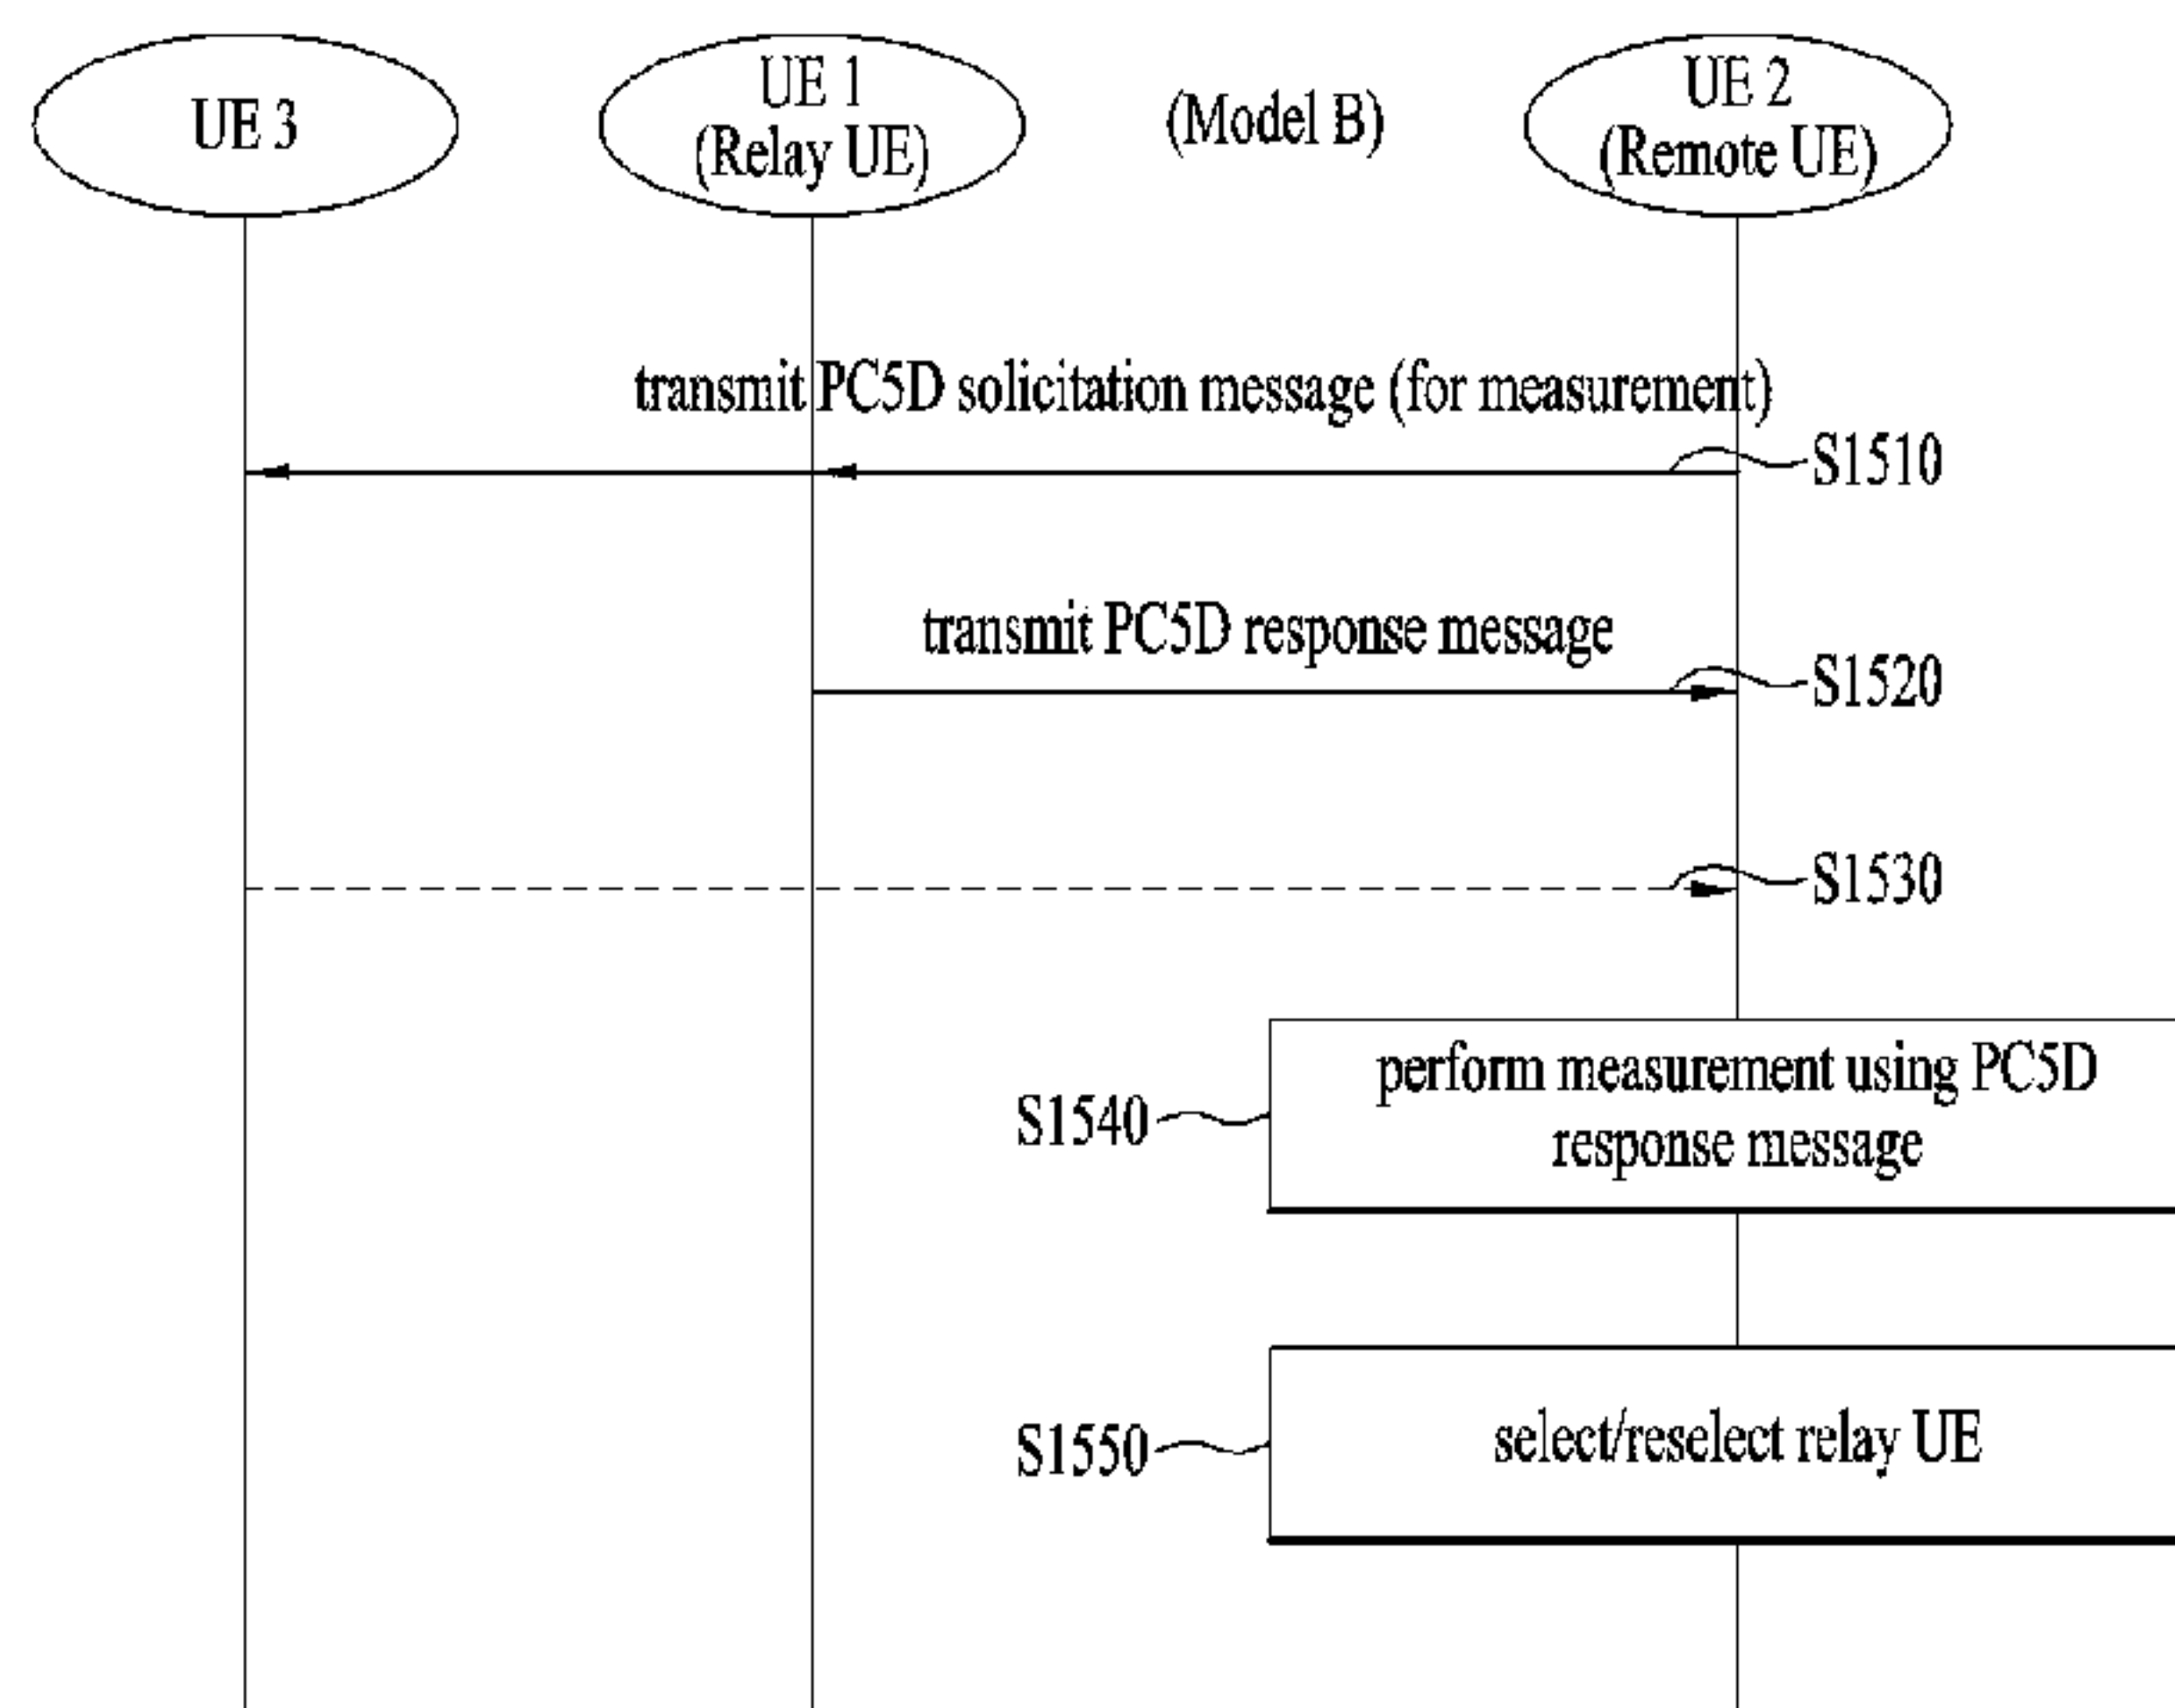 UE 3
UE 1
(Relay UE)
(Model B)
UE 2
(Remote UE)
transmit PC5D solicitation message (for measurement)
S1510
transmit PC5D response message
S1520
S1530
S1540
perform measurement using PC5D
response message
S1550
select/reselect relay UE